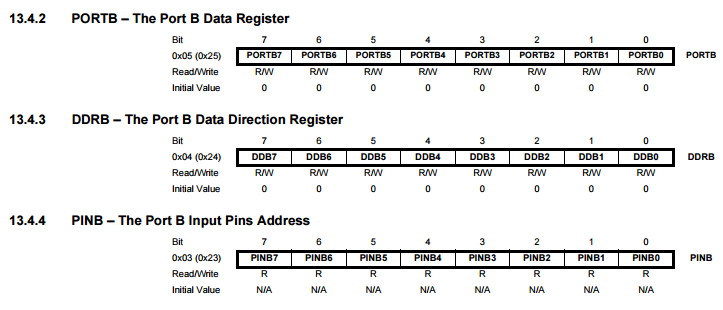 13.4.2 PORTB – The Port B Data Register
Bit 7 6 5 4 3 2 1 0
0x05 (0x25) PORTB7 PORTB6 PORTB5 PORTB4 PORTB3 PORTB2 PORTB1 PORTB0 PORTB
Read/Write R/W R/W R/W R/W R/W R/W R/W R/W
Initial Value 0 0 0 0 0 0 0 0
13.4.3 DDRB – The Port B Data Direction Register
Bit 7 6 5 4 3 2 1 0
0x04 (0x24) DDB7 DDB6 DDB5 DDB4 DDB3 DDB2 DDB1 DDB0 DDRB
Read/Write R/W R/W R/W R/W R/W R/W R/W R/W
Initial Value 0 0 0 0 0 0 0 0
13.4.4 PINB – The Port B Input Pins Address
Bit 7 6 5 4 3 2 1 0
0x03 (0x23) PINB7 PINB6 PINB5 PINB4 PINB3 PINB2 PINB1 PINB0 PINB
Read/Write R R R R R R R R
Initial Value N/A N/A N/A N/A N/A N/A N/A N/A